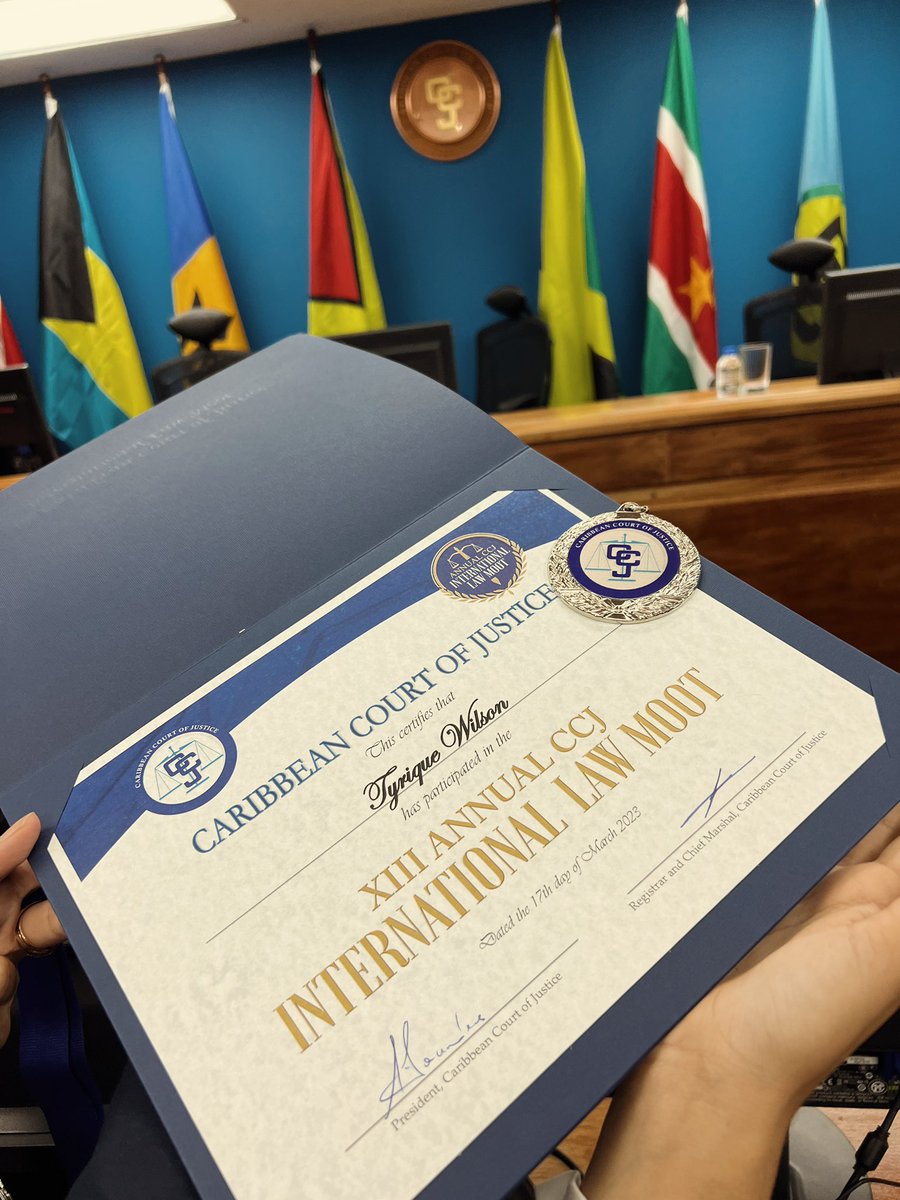 CCJ
ANNUAL CCJ
INTERNATIONAL
LAW MOOT
CARIBBEAN COURT OF JUSTICE
CCJ
CARIBBEAN COURT OF JUSTICE
CCJ
CARIBBEAN COURT OF JUSTICE
This certifies that
Tyrique Wilson
has participated in the
XIII ANNUAL CCJ
INTERNATIONAL LAW MOOT
Dated the 17th day of March 2023
Registrar and Chief Marshal, Caribbean Court of Justice
President, Caribbean Court of Justice